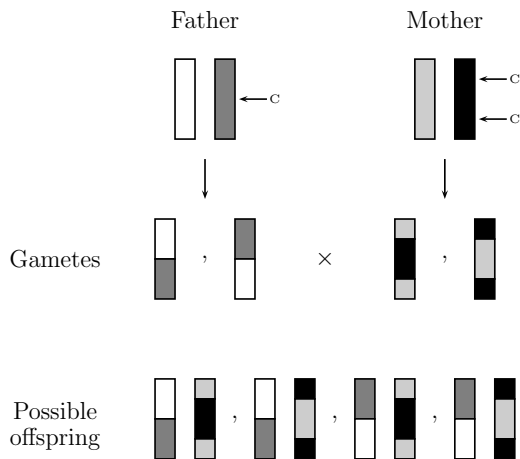 Father Mother
C
C
C
Gametes , × ,
Possible
offspring , , ,